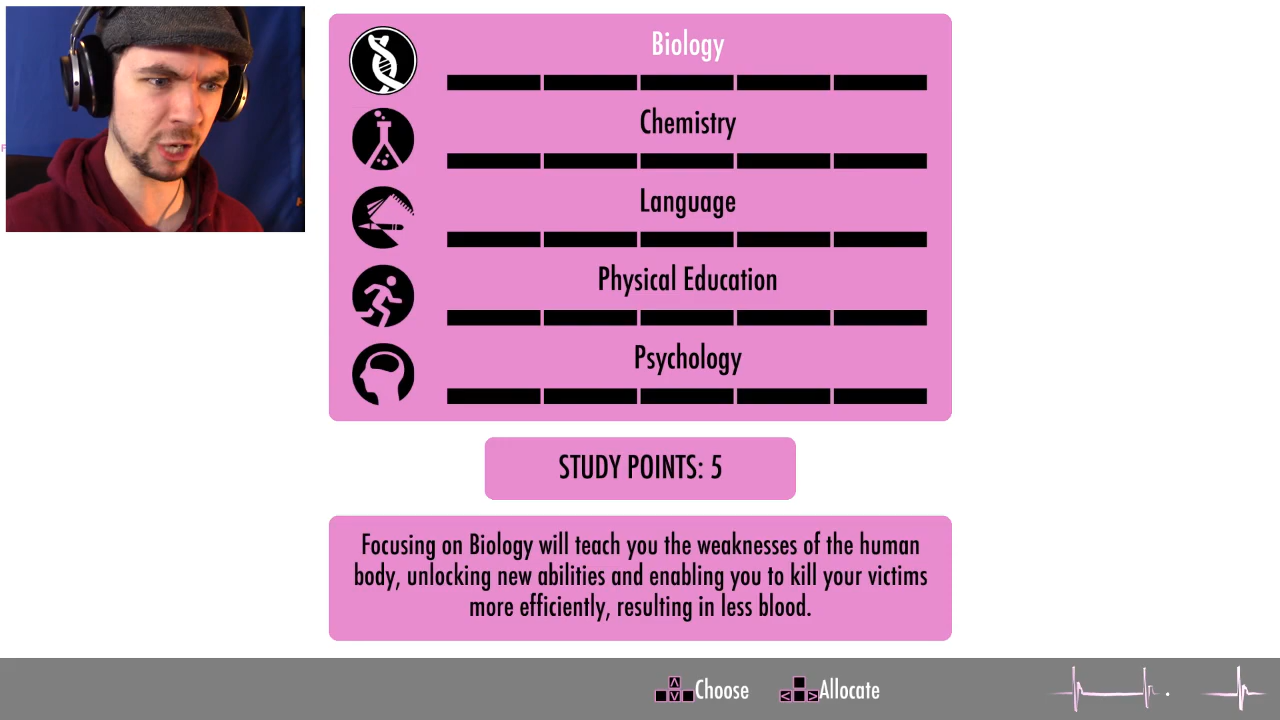 Biology
Chemistry
Language
Physical Education
Psychology
STUDY POINTS: 5
Focusing on Biology will teach you the weaknesses of the human
body, unlocking new abilities and enabling you to kill your victims
more efficiently, resulting in less blood.
Choose
Allocate